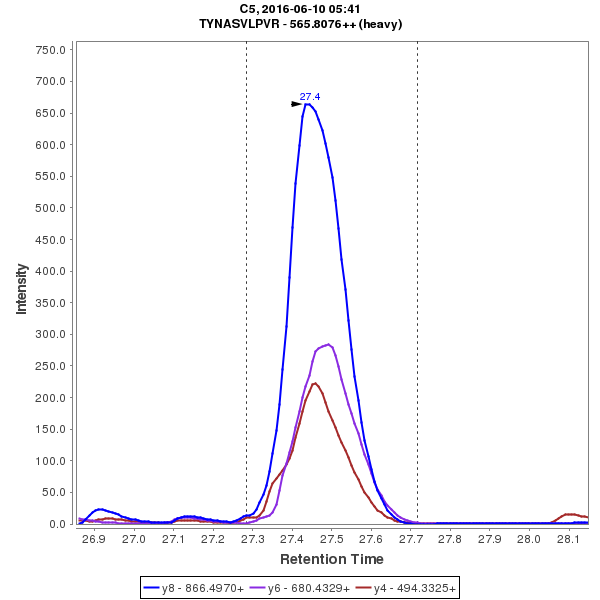 C5, 2016-06-10 05:41
TYNASVLPVR - 565.8076++ (heavy)
750.0
700.0
650.0
600.0
550.0
500.0
450.0
400.0
350.0
300.0
250.0
200.0
150.0
100.0
50.0
0.0
Intensity
27.4
26.9 27.0 27.1 27.2 27.3 27.4 27.5 27.6 27.7 27.8 27.9 28.0 28.1
Retention Time
y8 - 866.4970+ y6 - 680.4329+ y4 - 494.3325+